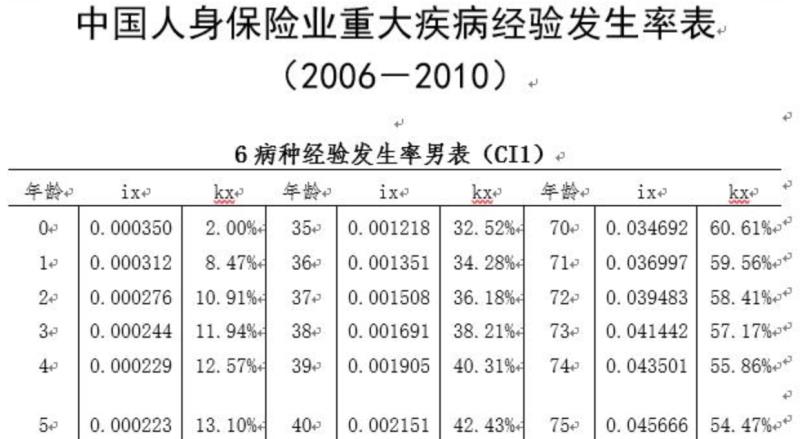 中国人身保险业重大疾病经验发生率表
（2006－2010）
6 病种经验发生率男表（CI1）
年龄 ix kx 年龄 ix kx 年龄 ix kx
0 0.000350 2.00% 35 0.001218 32.52% 70 0.034692 60.61%
1 0.000312 8.47% 36 0.001351 34.28% 71 0.036997 59.56%
2 0.000276 10.91% 37 0.001508 36.18% 72 0.039483 58.41%
3 0.000244 11.94% 38 0.001691 38.21% 73 0.041442 57.17%
4 0.000229 12.57% 39 0.001905 40.31% 74 0.043501 55.86%
5 0.000223 13.10% 40 0.002151 42.43% 75 0.045666 54.47%